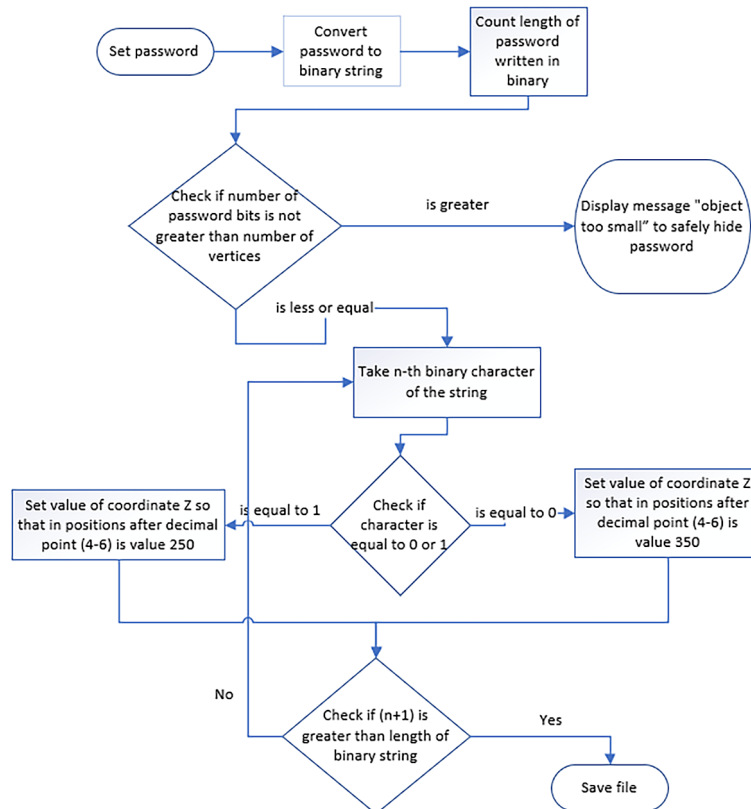 Set password
Convert
password to
binary string
Count length of
password
written in
binary
Check if number of
password bits is not
greater than number of
vertices
is greater
Display message "object
too small” to safely hide
password
is less or equal
Take n-th binary character
of the string
Set value of coordinate Z so
that in positions after decimal
point (4-6) is value 250
is equal to 1
Check if
character is
equal to 0 or 1
is equal to 0
Set value of coordinate Z
so that in positions after
decimal point (4-6) is
value 350
No
Check if (n+1) is
greater than length of
binary string
Yes
Save file